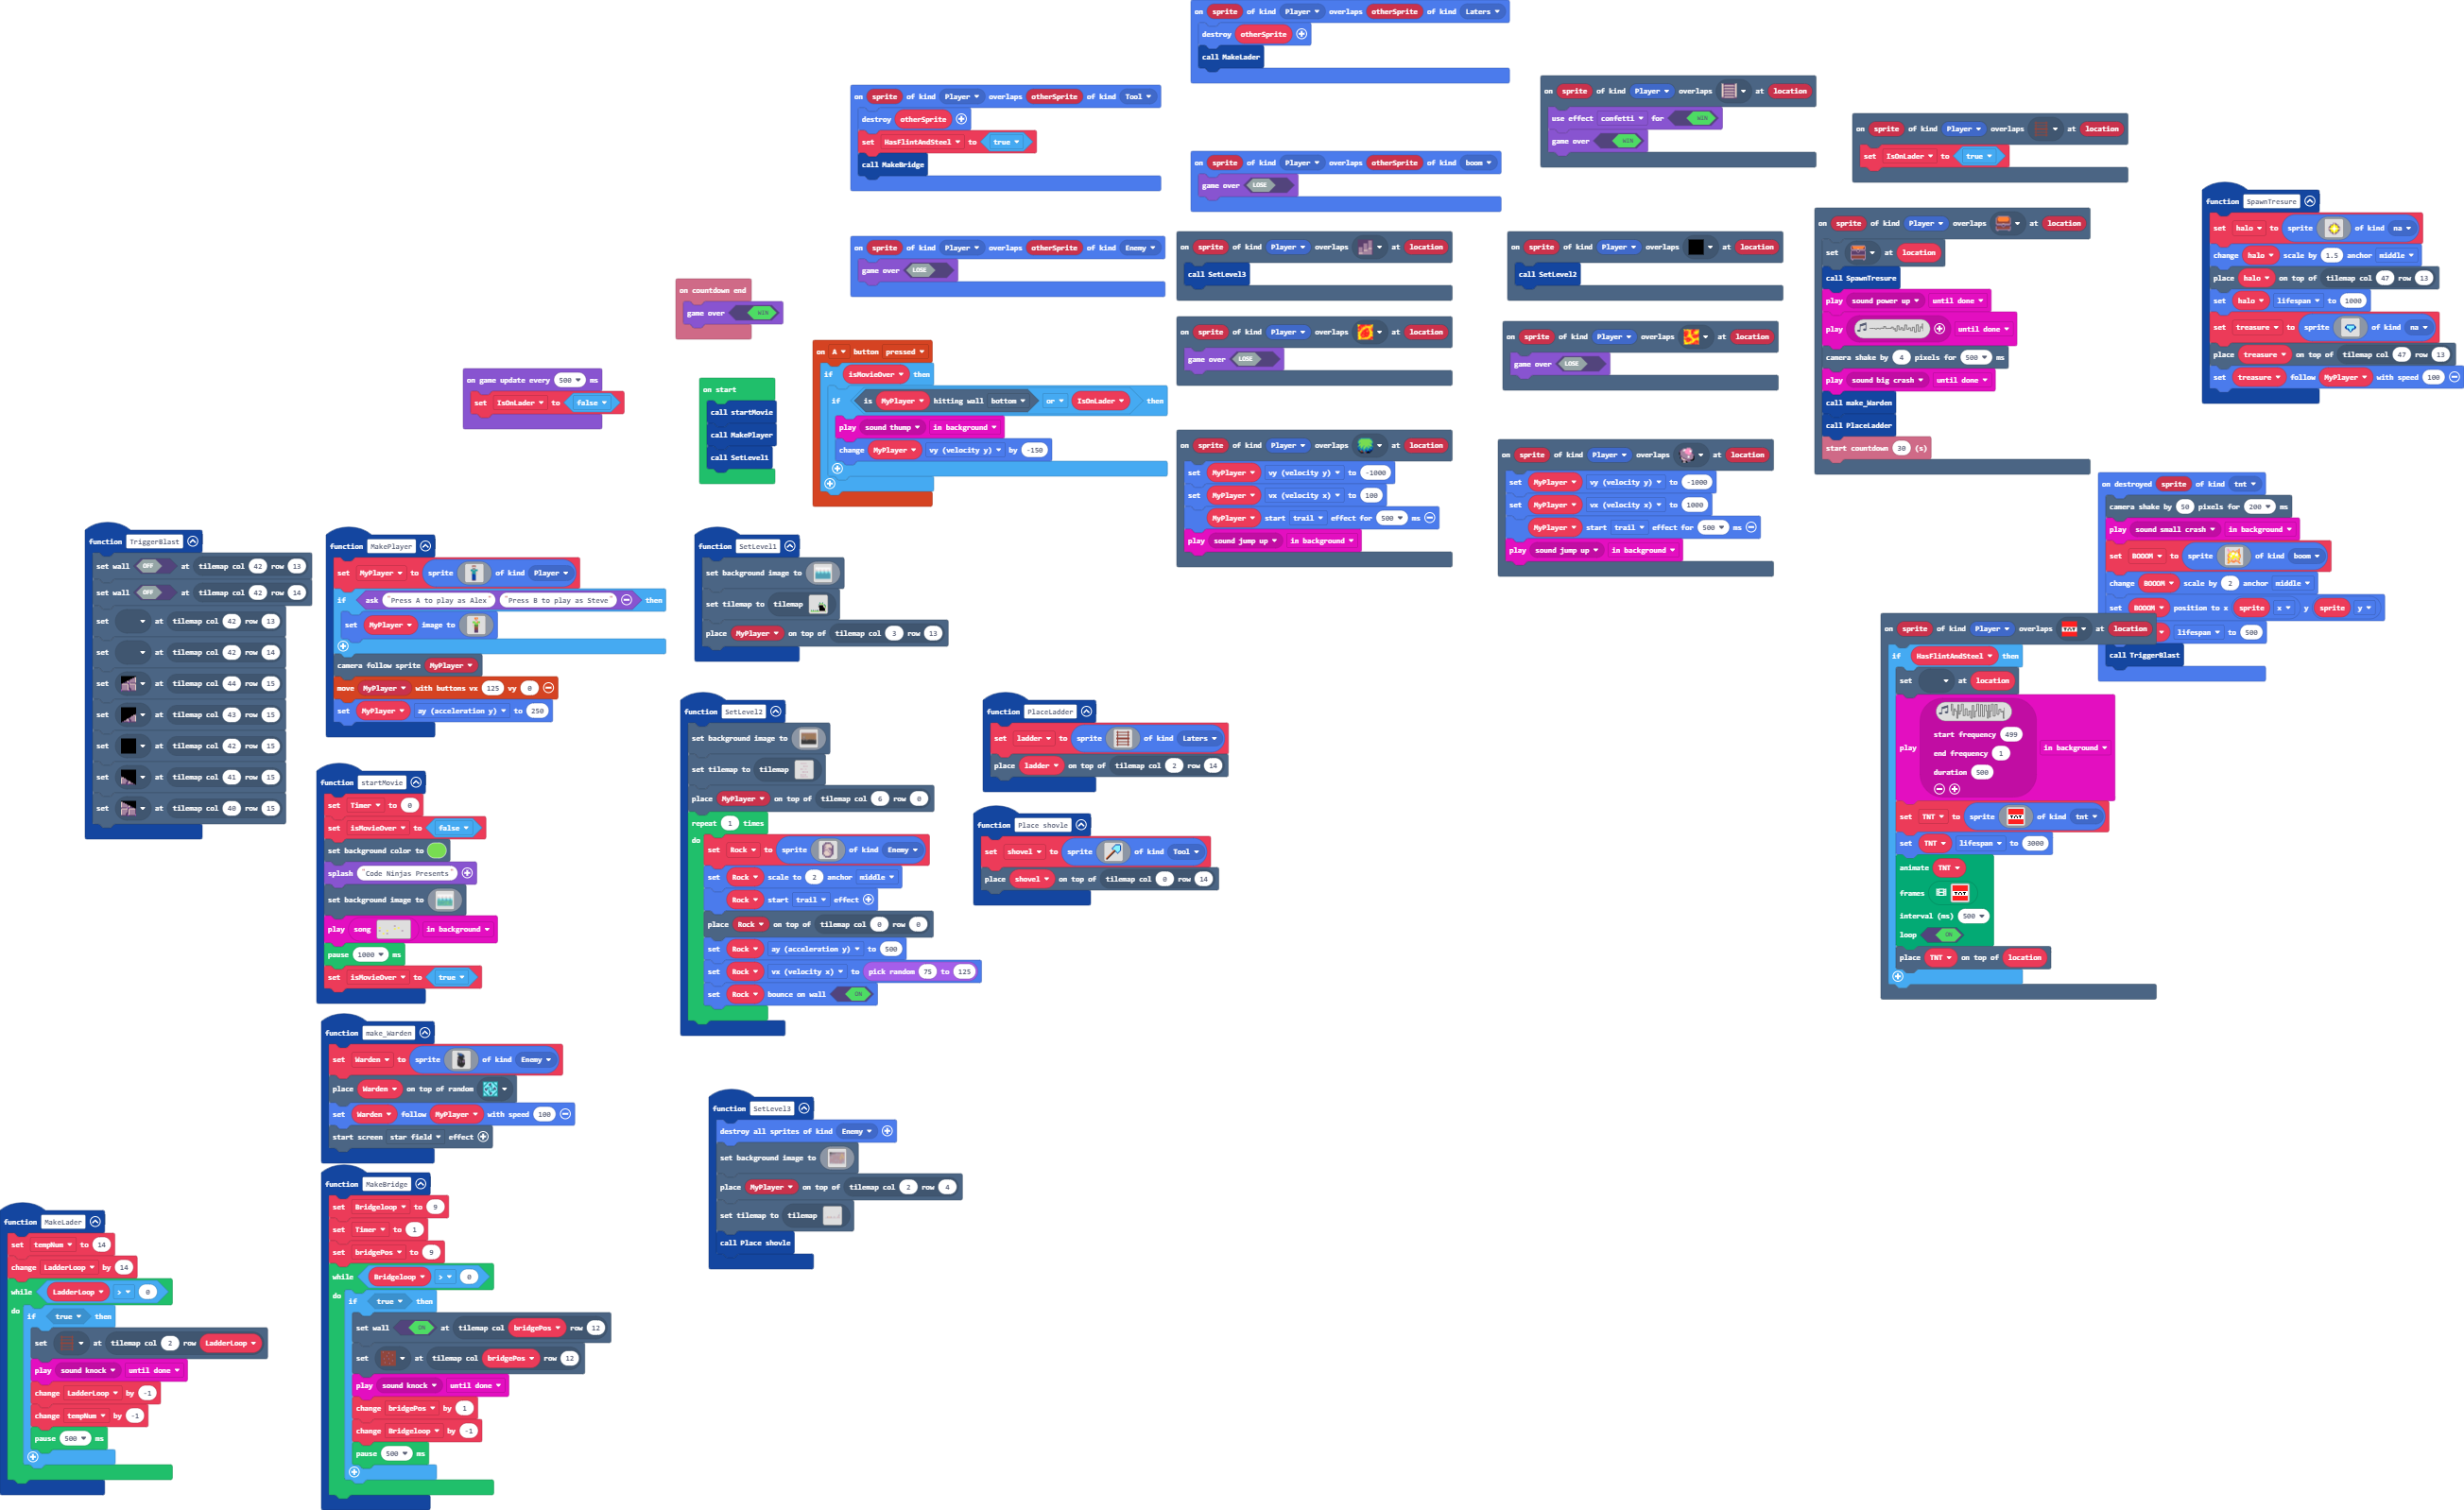 on sprite of kind Player overlaps otherSprite of kind Laters
destroy otherSprite
call MakeLader
on sprite of kind Player overlaps otherSprite of kind Tool
destroy otherSprite
set HasFlintAndSteel to true
call MakeBridge
on sprite of kind Player overlaps at location
use effect confetti for WIN
game over WIN
on sprite of kind Player overlaps at location
set IsOnLader to true
on sprite of kind Player overlaps otherSprite of kind boom
game over LOSE
function SpawnTresure
set halo to sprite of kind na
change halo scale by 1.5 anchor middle
place halo on top of tilemap col 47 row 13
set halo lifespan to 1000
set treasure to sprite of kind na
place treasure on top of tilemap col 47 row 13
set treasure follow MyPlayer with speed 100
on sprite of kind Player overlaps at location
set at location
call SpawnTresure
play sound power up until done
play until done
camera shake by 4 pixels for 500 ms
play sound big crash until done
call make_Warden
call PlaceLadder
start countdown 30 (s)
on sprite of kind Player overlaps otherSprite of kind Enemy
game over LOSE
on sprite of kind Player overlaps at location
call SetLevel3
on sprite of kind Player overlaps at location
call SetLevel2
on countdown end
game over WIN
on sprite of kind Player overlaps at location
game over LOSE
on sprite of kind Player overlaps at location
game over LOSE
on A button pressed
if isMovieOver then
if is MyPlayer hitting wall bottom or IsOnLader then
play sound thump in background
change MyPlayer vy (velocity y) by -150
on game update every 500 ms
set IsOnLader to false
on start
call startMovie
call MakePlayer
call SetLevel1
on sprite of kind Player overlaps at location
set MyPlayer vy (velocity y) to -1000
set MyPlayer vx (velocity x) to 100
MyPlayer start trail effect for 500 ms
play sound jump up in background
on sprite of kind Player overlaps at location
set MyPlayer vy (velocity y) to -1000
set MyPlayer vx (velocity x) to 1000
MyPlayer start trail effect for 500 ms
play sound jump up in background
on destroyed sprite of kind tnt
camera shake by 50 pixels for 200 ms
play sound small crash in background
set BOOOM to sprite of kind boom
change BOOOM scale by 2 anchor middle
set BOOOM position to x sprite x y sprite y
lifespan to 500
call TriggerBlast
on sprite of kind Player overlaps TNT at location
if HasFlintAndSteel then
set at location
play start frequency 499
end frequency 1
duration 500
in background
set TNT to sprite TNT of kind tnt
set TNT lifespan to 3000
animate TNT
frames TNT
interval (ms) 500
loop ON
place TNT on top of location
function TriggerBlast
set wall OFF at tilemap col 42 row 13
set wall OFF at tilemap col 42 row 14
set at tilemap col 42 row 13
set at tilemap col 42 row 14
set at tilemap col 44 row 15
set at tilemap col 43 row 15
set at tilemap col 42 row 15
set at tilemap col 41 row 15
set at tilemap col 40 row 15
function MakePlayer
set MyPlayer to sprite of kind Player
if ask "Press A to play as Alex" "Press B to play as Steve" then
set MyPlayer image to
camera follow sprite MyPlayer
move MyPlayer with buttons vx 125 vy 0
set MyPlayer ay (acceleration y) to 250
function SetLevel1
set background image to
set tilemap to tilemap
place MyPlayer on top of tilemap col 3 row 13
function SetLevel2
set background image to
set tilemap to tilemap
place MyPlayer on top of tilemap col 6 row 0
repeat 1 times
do
set Rock to sprite of kind Enemy
set Rock scale to 2 anchor middle
Rock start trail effect
place Rock on top of tilemap col 0 row 0
set Rock ay (acceleration y) to 500
set Rock vx (velocity x) to pick random 75 to 125
set Rock bounce on wall ON
function PlaceLadder
set ladder to sprite of kind Laters
place ladder on top of tilemap col 2 row 14
function Place shovle
set shovel to sprite of kind Tool
place shovel on top of tilemap col 0 row 14
function startMovie
set Timer to 0
set isMovieOver to false
set background color to
splash "Code Ninjas Presents"
set background image to
play song in background
pause 1000 ms
set isMovieOver to true
function make_Warden
set Warden to sprite of kind Enemy
place Warden on top of random
set Warden follow MyPlayer with speed 100
start screen star field effect
function SetLevel3
destroy all sprites of kind Enemy
set background image to
place MyPlayer on top of tilemap col 2 row 4
set tilemap to tilemap
call Place shovle
function MakeBridge
set Bridgeloop to 9
set Timer to 1
set bridgePos to 9
while Bridgeloop > 0
do
if true then
set wall ON at tilemap col bridgePos row 12
set at tilemap col bridgePos row 12
play sound knock until done
change bridgePos by 1
change Bridgeloop by -1
pause 500 ms
function MakeLader
set tempNum to 14
change LadderLoop by 14
while LadderLoop > 0
do
if true then
set at tilemap col 2 row LadderLoop
play sound knock until done
change LadderLoop by -1
change tempNum by -1
pause 500 ms